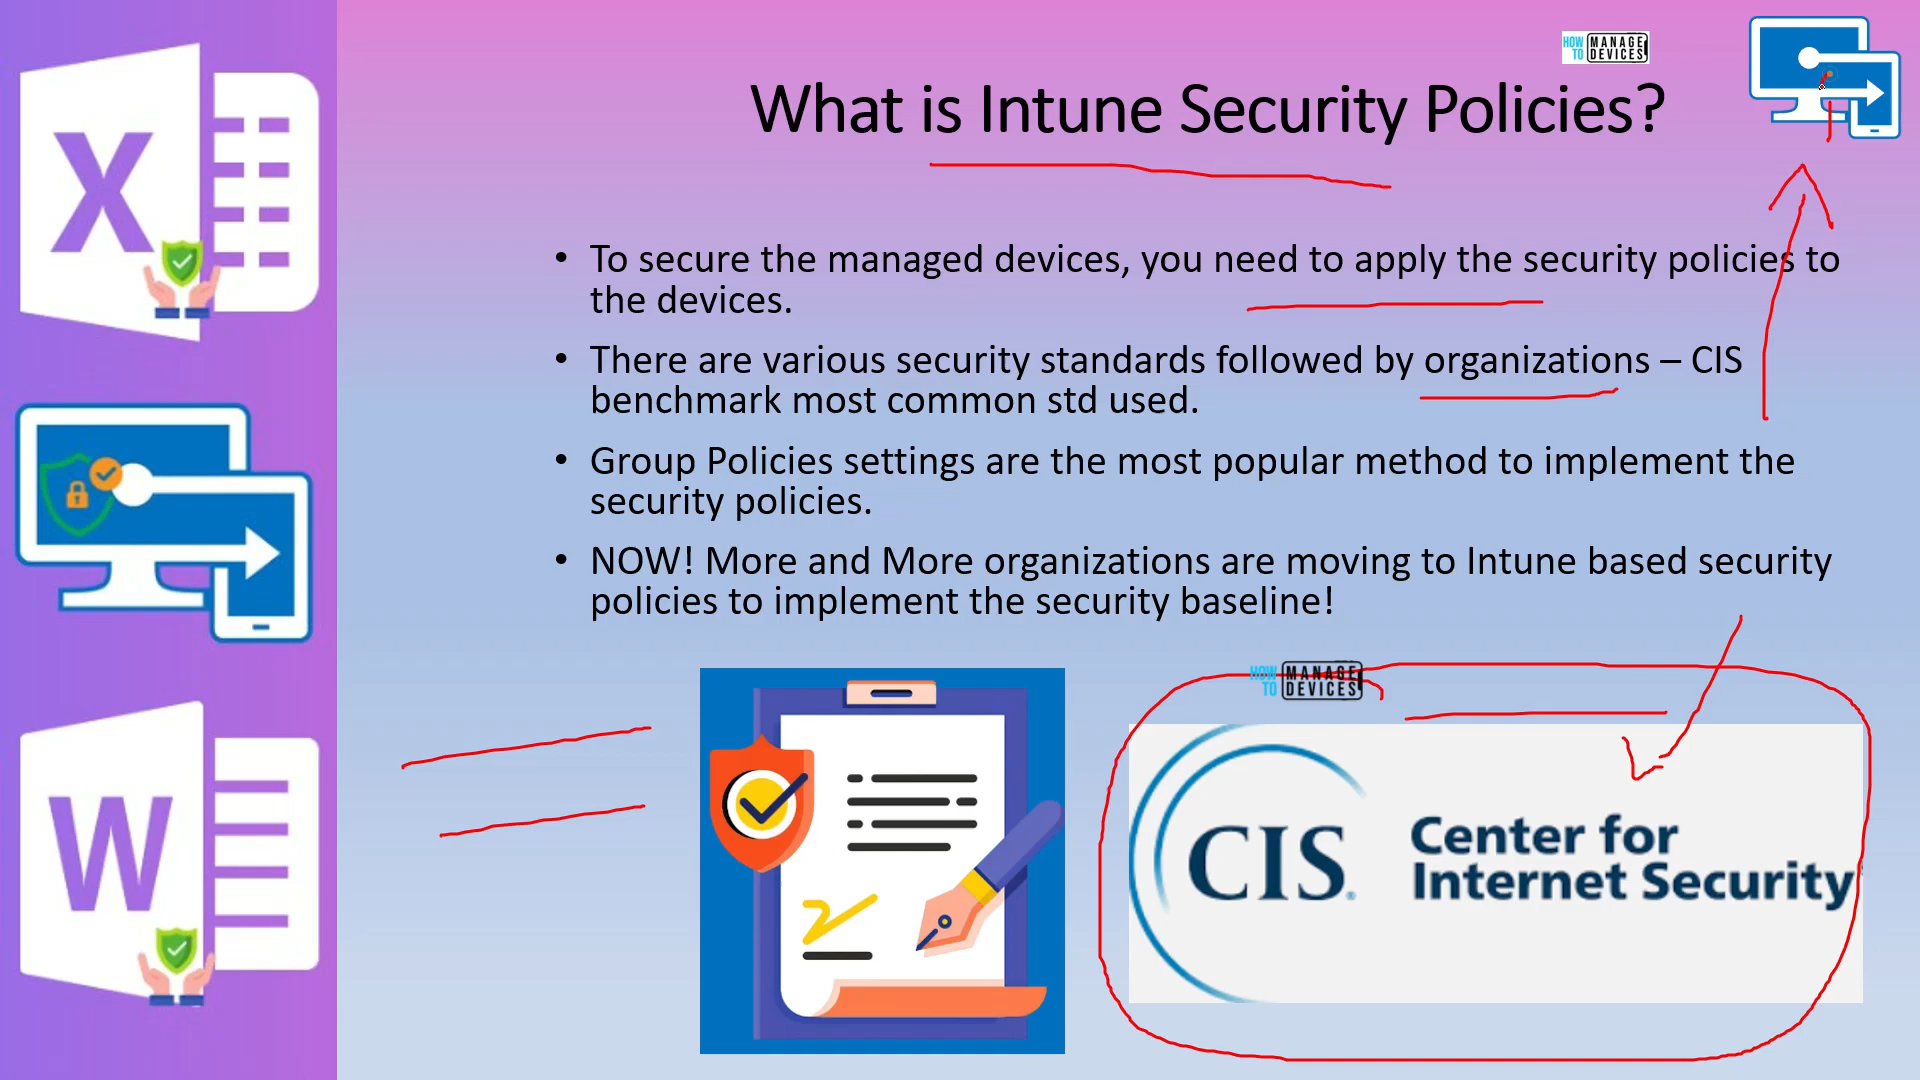 HOW TO MANAGE DEVICES
What is Intune Security Policies?
• To secure the managed devices, you need to apply the security policies to
the devices.
• There are various security standards followed by organizations – CIS
benchmark most common std used.
• Group Policies settings are the most popular method to implement the
security policies.
• NOW! More and More organizations are moving to Intune based security
policies to implement the security baseline!
HOW TO MANAGE DEVICES
CIS.
Center for
Internet Security
X
W